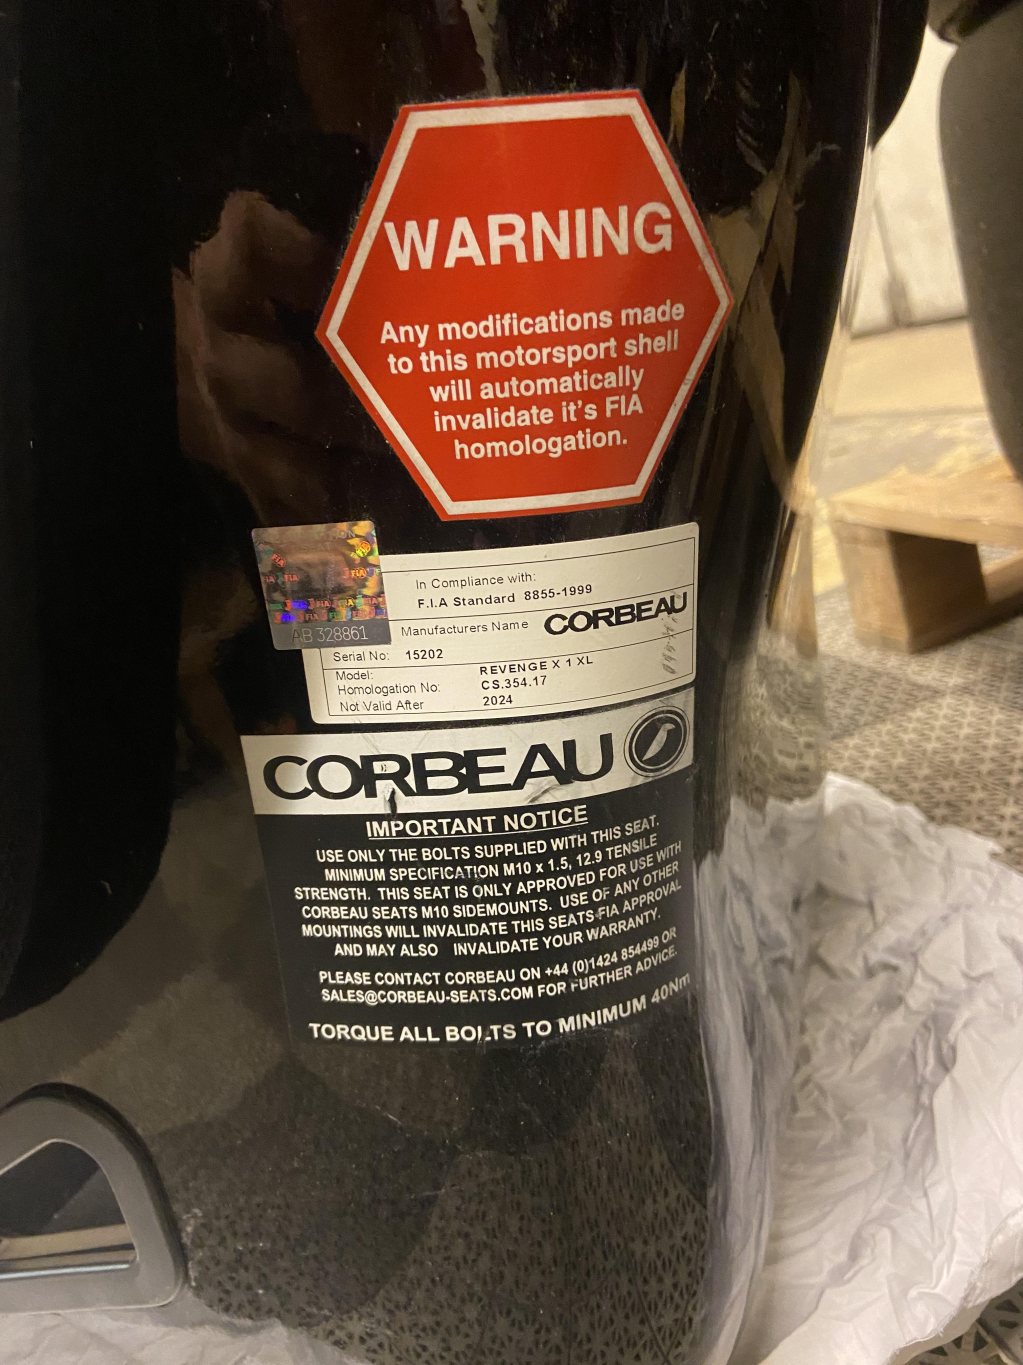 WARNING
Any modifications made
to this motorsport shell
will automatically
invalidate it's FIA
homologation.
FIA
FIA
FIA
AB 328861
In Compliance with:
F.I.A Standard 8855-1999
Manufacturers Name CORBEAU
Serial No: 15202
Model: REVENGE X 1 XL
Homologation No: CS.354.17
Not Valid After 2024
CORBEAU
IMPORTANT NOTICE
USE ONLY THE BOLTS SUPPLIED WITH THIS SEAT.
MINIMUM SPECIFICATION M10 x 1.5, 12.9 TENSILE
STRENGTH. THIS SEAT IS ONLY APPROVED FOR USE WITH
CORBEAU SEATS M10 SIDEMOUNTS. USE OF ANY OTHER
MOUNTINGS WILL INVALIDATE THIS SEATS FIA APPROVAL
AND MAY ALSO INVALIDATE YOUR WARRANTY.
PLEASE CONTACT CORBEAU ON +44 (0)1424 854499 OR
SALES@CORBEAU-SEATS.COM FOR FURTHER ADVICE.
TORQUE ALL BOLTS TO MINIMUM 40Nm